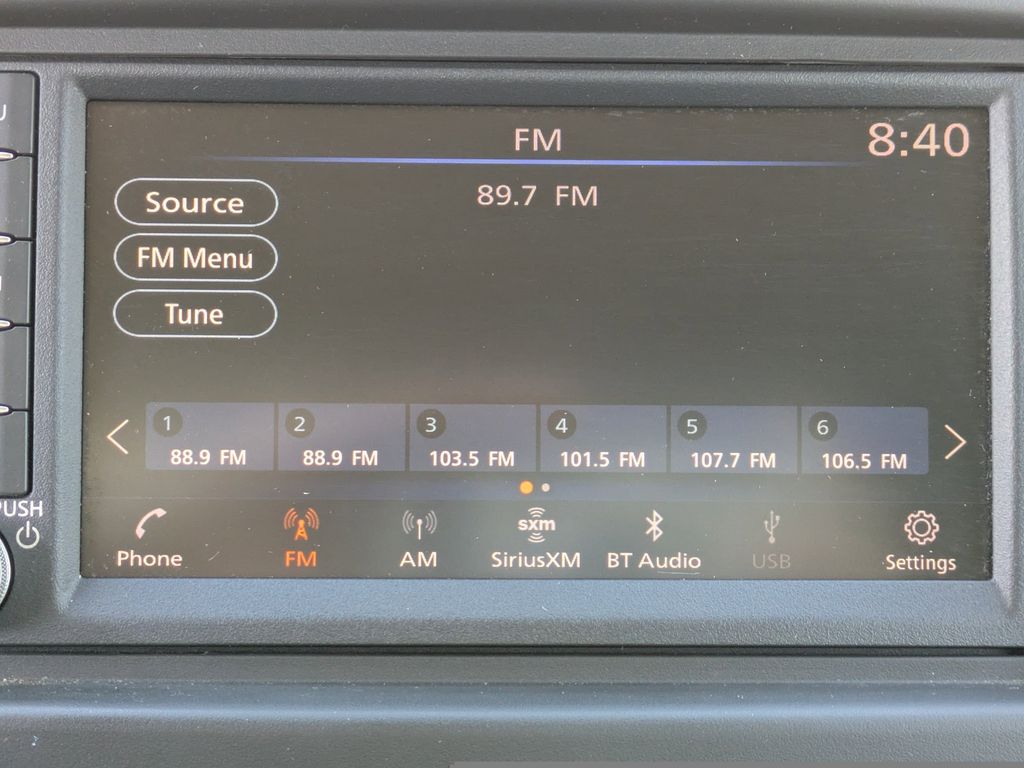 FM
8:40
89.7 FM
Source
FM Menu
Tune
1
2
3
4
5
6
88.9 FM
88.9 FM
103.5 FM
101.5 FM
107.7 FM
106.5 FM
PUSH
sxm
Phone
FM
AM
SiriusXM
BT Audio
USB
Settings